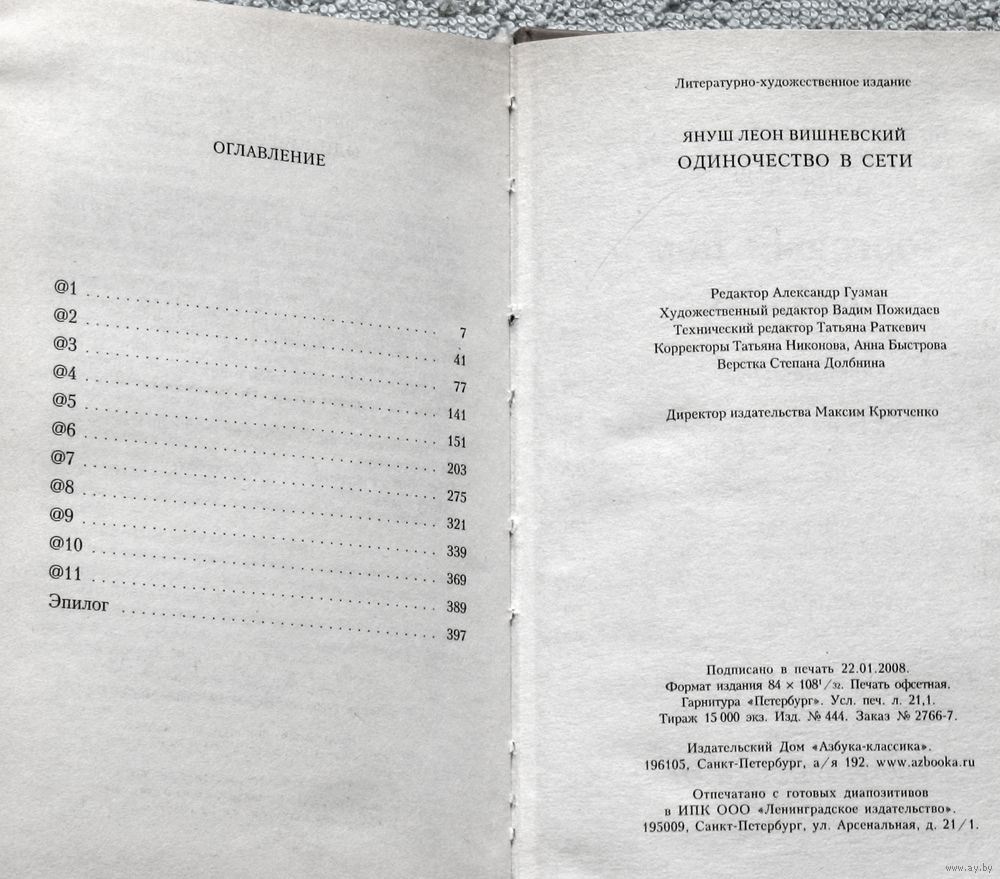 ОГЛАВЛЕНИЕ
@1 7
@2 41
@3 77
@4 141
@5 151
@6 203
@7 275
@8 321
@9 339
@10 369
@11 389
Эпилог 397
Литературно-художественное издание
ЯНУШ ЛЕОН ВИШНЕВСКИЙ
ОДИНОЧЕСТВО В СЕТИ
Редактор Александр Гузман
Художественный редактор Вадим Пожидаев
Технический редактор Татьяна Раткевич
Корректоры Татьяна Никонова, Анна Быстрова
Верстка Степана Долбнина
Директор издательства Максим Крютченко
Подписано в печать 22.01.2008.
Формат издания 84 × 108¹/₃₂. Печать офсетная.
Гарнитура «Петербург». Усл. печ. л. 21,1.
Тираж 15 000 экз. Изд. № 444. Заказ № 2766-7.
Издательский Дом «Азбука-классика».
196105, Санкт-Петербург, а/я 192. www.azbooka.ru
Отпечатано с готовых диапозитивов
в ИПК ООО «Ленинградское издательство».
195009, Санкт-Петербург, ул. Арсенальная, д. 21/1.
www.ay.by